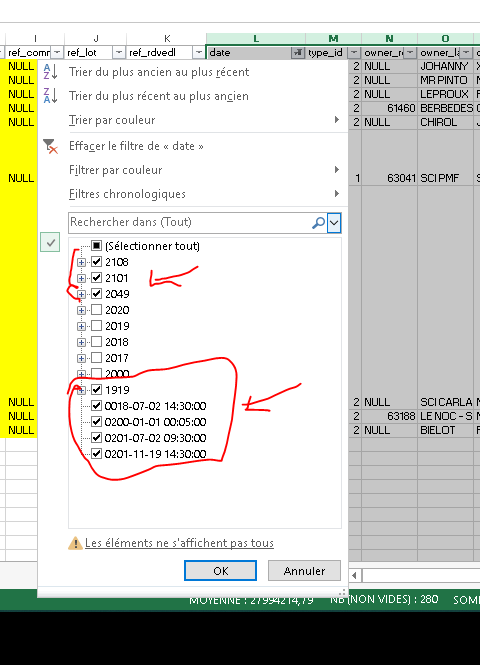 I J K L M N O
ref_comm ref_lot ref_rdvedl date type_id owner_r owner_la
NULL 2 NULL JOHANNY X
NULL 2 NULL MR PINTO N
NULL 2 NULL LEPROUX F
NULL 2 61460 BERBEDES
NULL 2 NULL CHIROL
NULL 1 63041 SCI PMF S
NULL 2 NULL SCI CARLA N
NULL 2 63188 LE NOC - S N
NULL 2 NULL BIELOT F
Trier du plus ancien au plus récent
Trier du plus récent au plus ancien
Trier par couleur
Effacer le filtre de « date »
Filtrer par couleur
Filtres chronologiques
Rechercher dans (Tout)
(Sélectionner tout)
2108
2101
2049
2020
2019
2018
2017
2000
1919
0018-07-02 14:30:00
0200-01-01 00:05:00
0201-07-02 09:30:00
0201-11-19 14:30:00
Les éléments ne s'affichent pas tous
OK Annuler
MOYENNE : 27994214,79 NB (NON VIDES) : 280 SOM